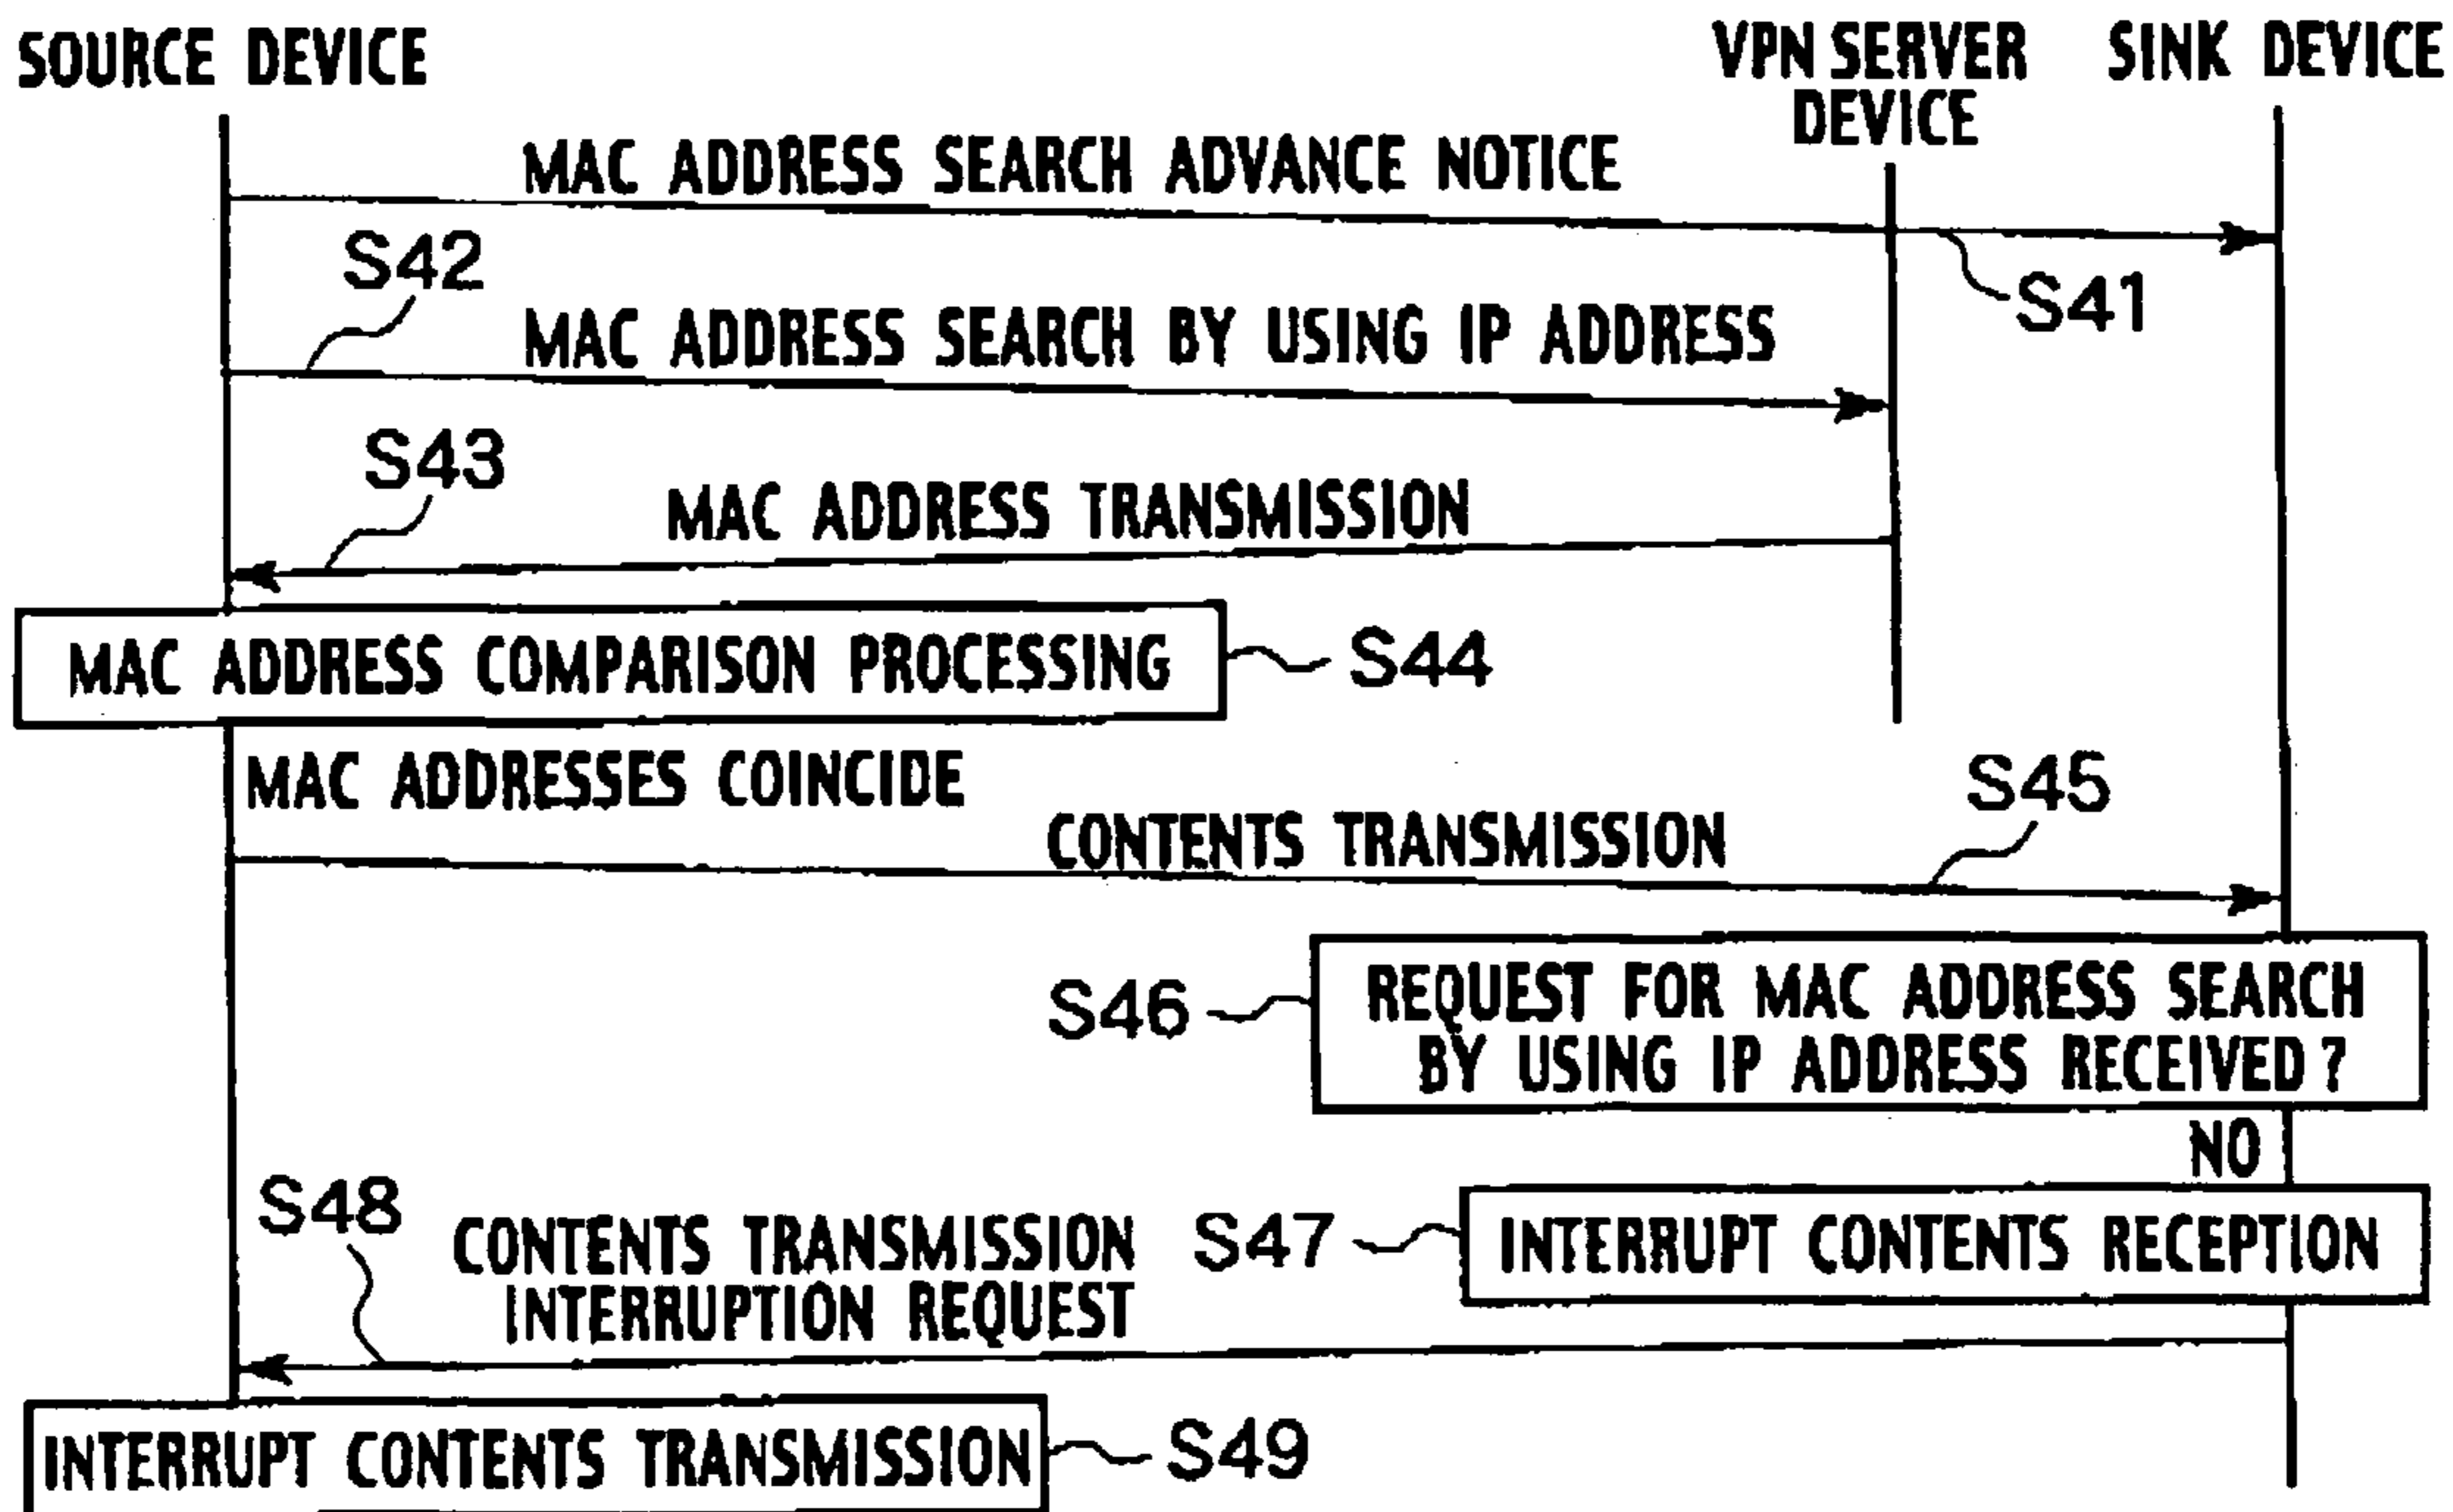 SOURCE DEVICE
VPN SERVER
DEVICE
SINK DEVICE
MAC ADDRESS SEARCH ADVANCE NOTICE
S41
S42
MAC ADDRESS SEARCH BY USING IP ADDRESS
S43
MAC ADDRESS TRANSMISSION
MAC ADDRESS COMPARISON PROCESSING
S44
MAC ADDRESSES COINCIDE
S45
CONTENTS TRANSMISSION
S46
REQUEST FOR MAC ADDRESS SEARCH
BY USING IP ADDRESS RECEIVED?
NO
S47
INTERRUPT CONTENTS RECEPTION
S48
CONTENTS TRANSMISSION
INTERRUPTION REQUEST
INTERRUPT CONTENTS TRANSMISSION
S49